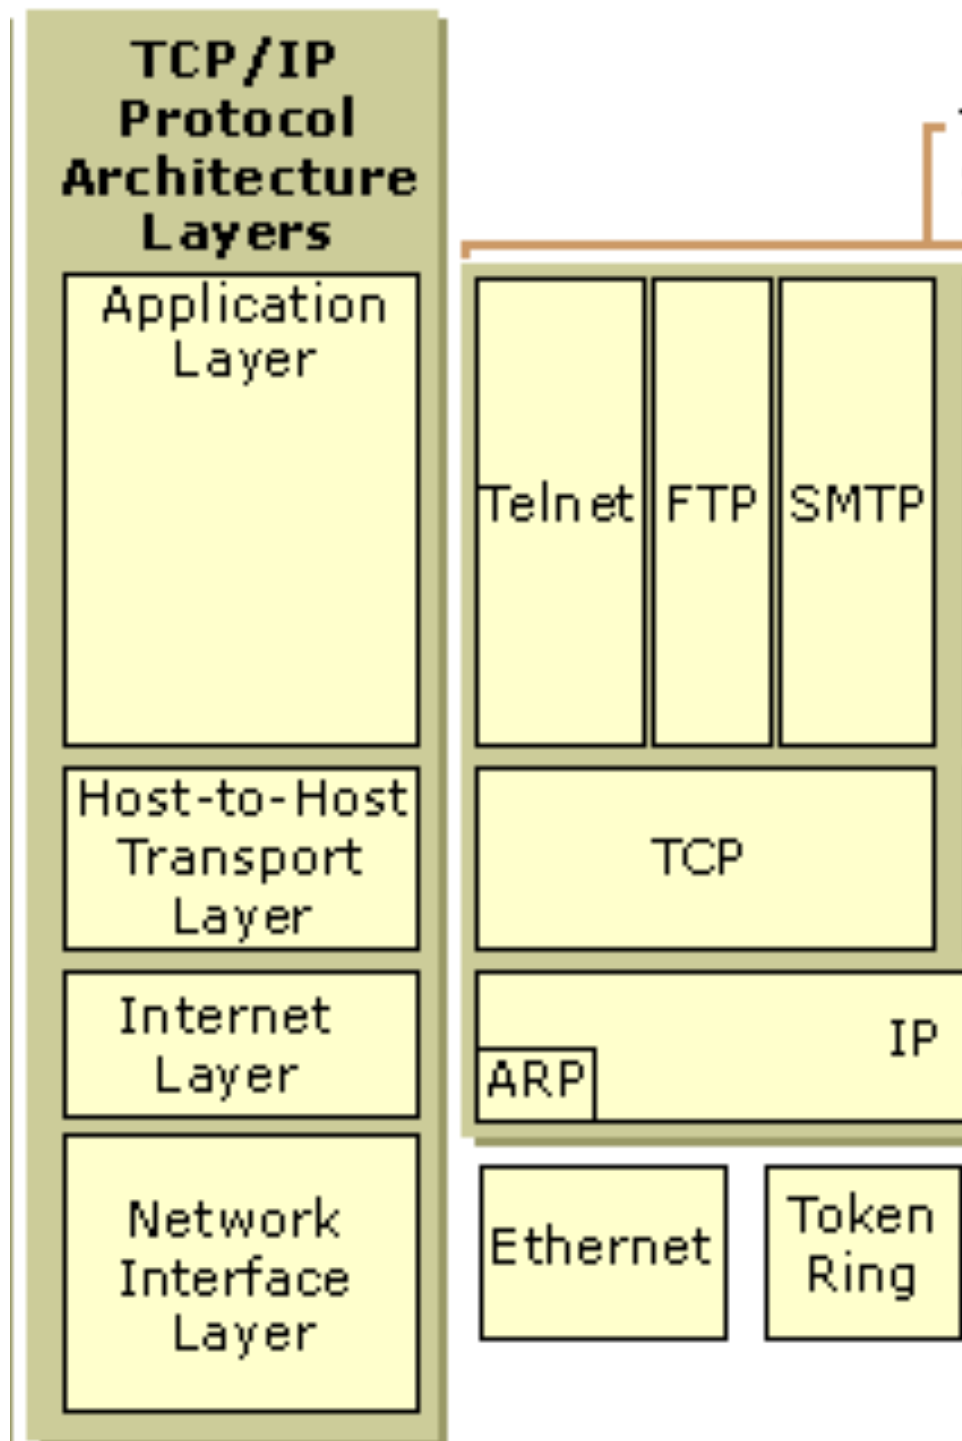 TCP/IP
Protocol
Architecture
Layers
Application
Layer
Telnet
FTP
SMTP
Host-to-Host
Transport
Layer
TCP
Internet
Layer
IP
ARP
Network
Interface
Layer
Ethernet
Token
Ring